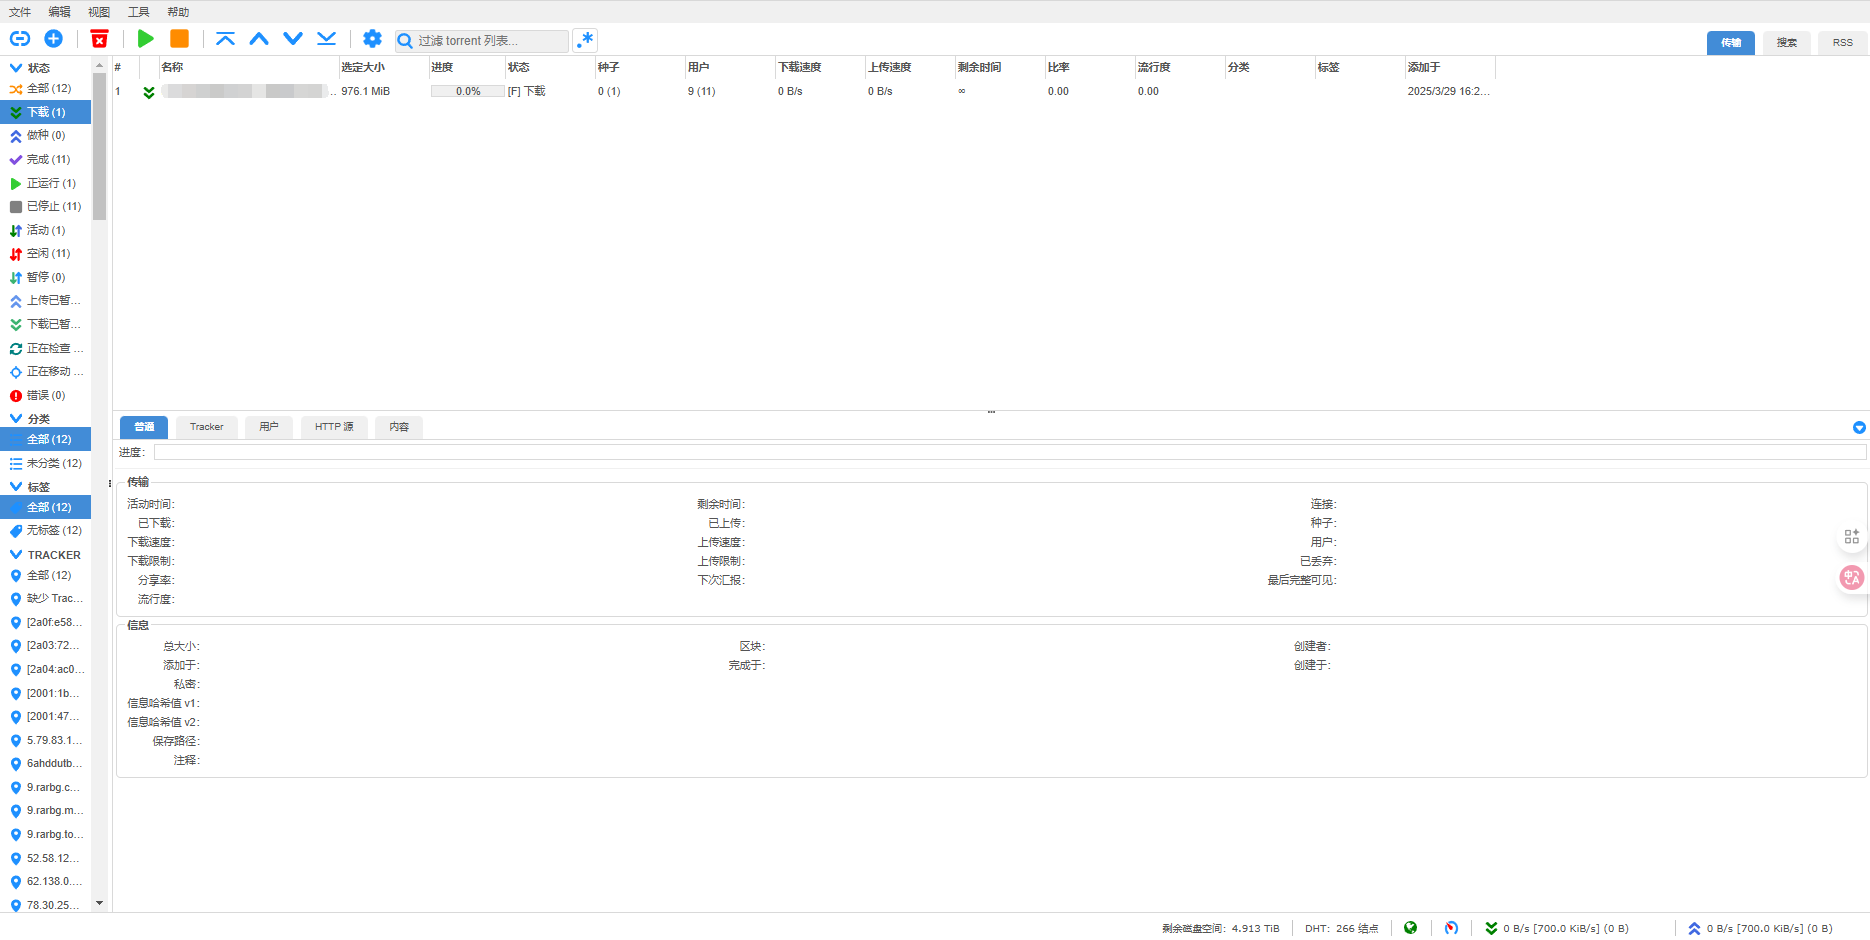 文件 编辑 视图 工具 帮助
过滤 torrent 列表...
传输 搜索 RSS
状态
全部 (12)
下载 (1)
做种 (0)
完成 (11)
正运行 (1)
已停止 (11)
活动 (1)
空闲 (11)
暂停 (0)
上传已暂...
下载已暂...
正在检查 ...
正在移动 ...
错误 (0)
分类
全部 (12)
未分类 (12)
标签
全部 (12)
无标签 (12)
TRACKER
全部 (12)
缺少 Trac...
[2a0f:e58...
[2a03:72...
[2a04:ac0...
[2001:1b...
[2001:47...
5.79.83.1...
6ahddutb...
9.rarbg.c...
9.rarbg.m...
9.rarbg.to...
52.58.12...
62.138.0....
78.30.25...
# 名称 选定大小 进度 状态 种子 用户 下载速度 上传速度 剩余时间 比率 流行度 分类 标签 添加于
1 .. 976.1 MiB 0.0% [F] 下载 0 (1) 9 (11) 0 B/s 0 B/s ∞ 0.00 0.00 2025/3/29 16:2...
普通 Tracker 用户 HTTP 源 内容
进度:
传输
活动时间: 剩余时间: 连接:
已下载: 已上传: 种子:
下载速度: 上传速度: 用户:
下载限制: 上传限制: 已丢弃:
分享率: 下次汇报: 最后完整可见:
流行度:
信息
总大小: 区块: 创建者:
添加于: 完成于: 创建于:
私密:
信息哈希值 v1:
信息哈希值 v2:
保存路径:
注释:
中A
剩余磁盘空间: 4.913 TiB DHT: 266 结点 0 B/s [700.0 KiB/s] (0 B) 0 B/s [700.0 KiB/s] (0 B)